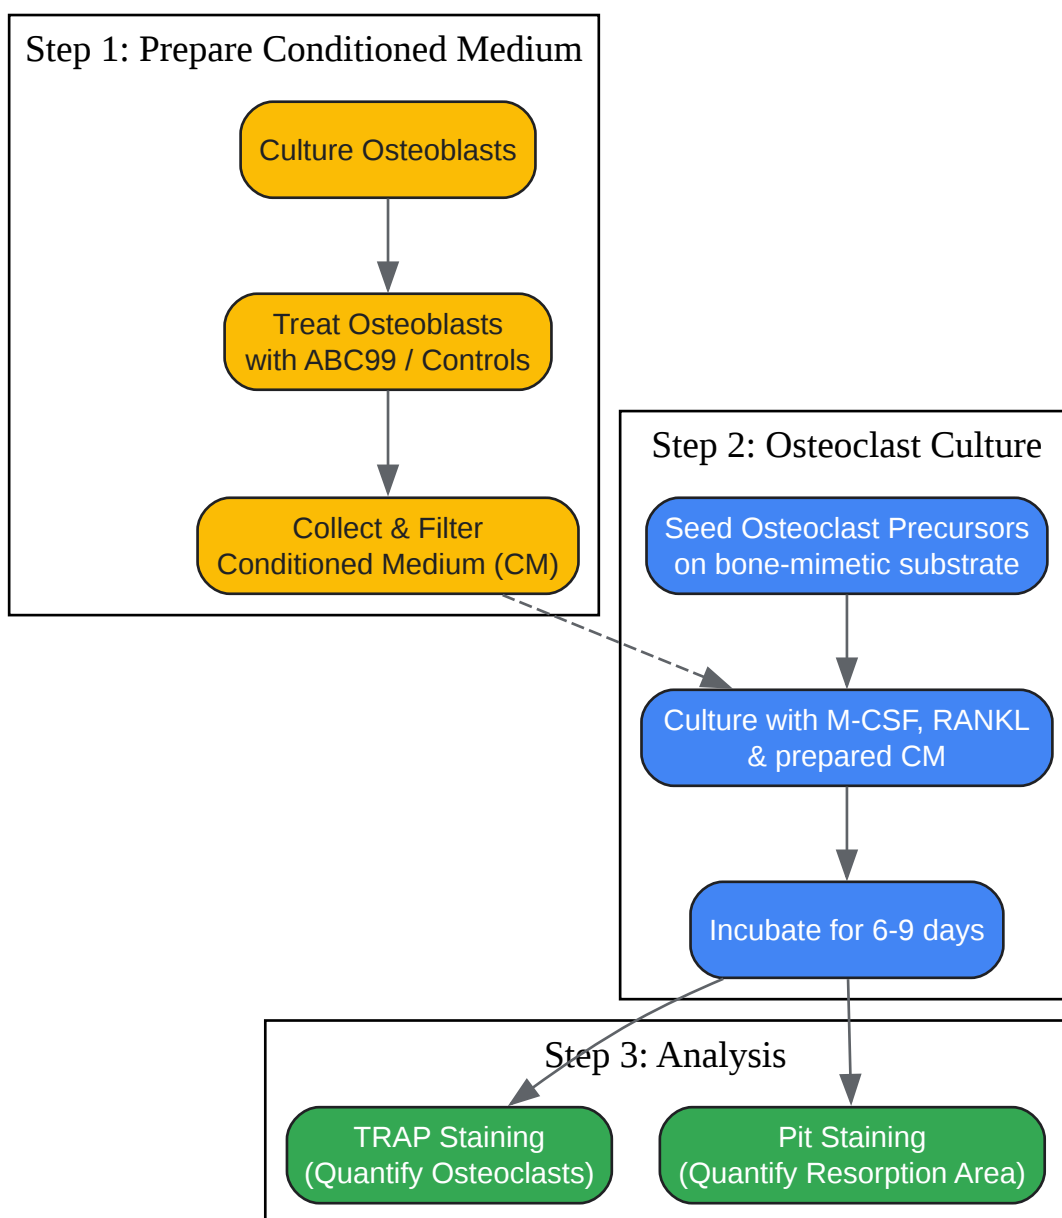 Step 1: Prepare Conditioned Medium
Culture Osteoblasts
Treat Osteoblasts
with ABC99 / Controls
Collect & Filter
Conditioned Medium (CM)
Step 2: Osteoclast Culture
Seed Osteoclast Precursors
on bone-mimetic substrate
Culture with M-CSF, RANKL
& prepared CM
Incubate for 6-9 days
Step 3: Analysis
TRAP Staining
(Quantify Osteoclasts)
Pit Staining
(Quantify Resorption Area)